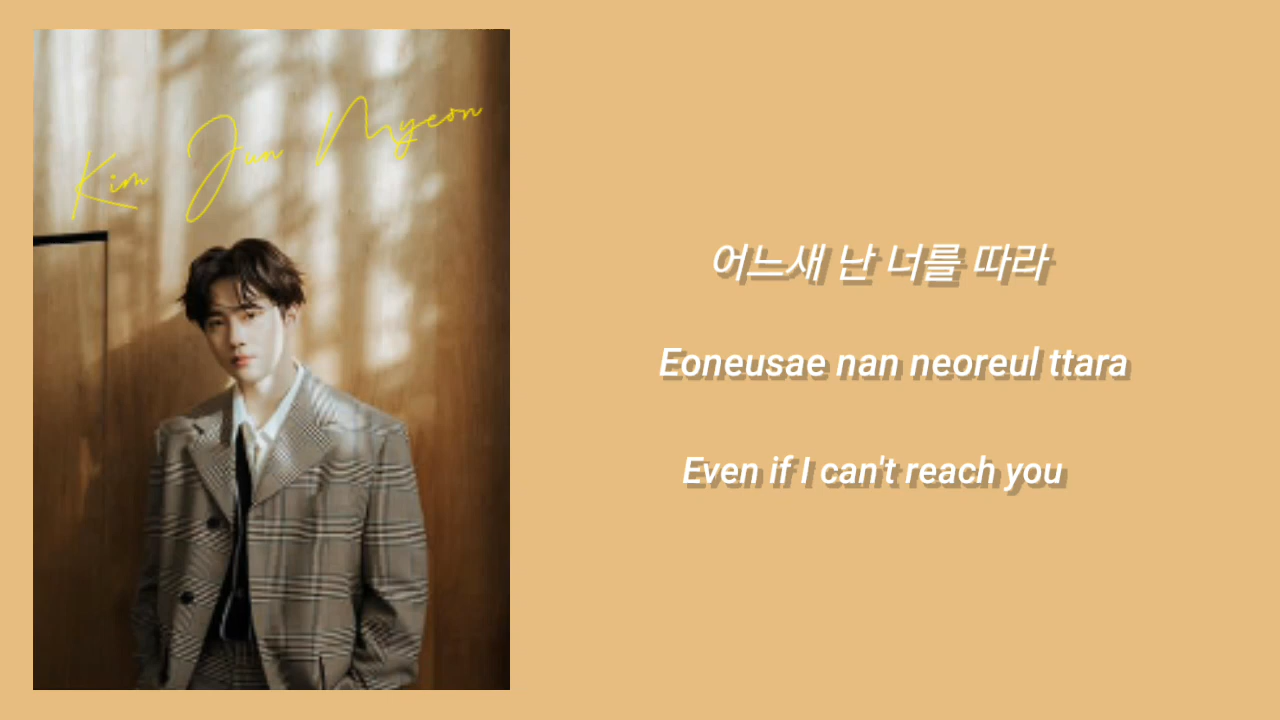 Kim Jun Myeon
어느새 난 너를 따라
Eoneusae nan neoreul ttara
Even if I can't reach you